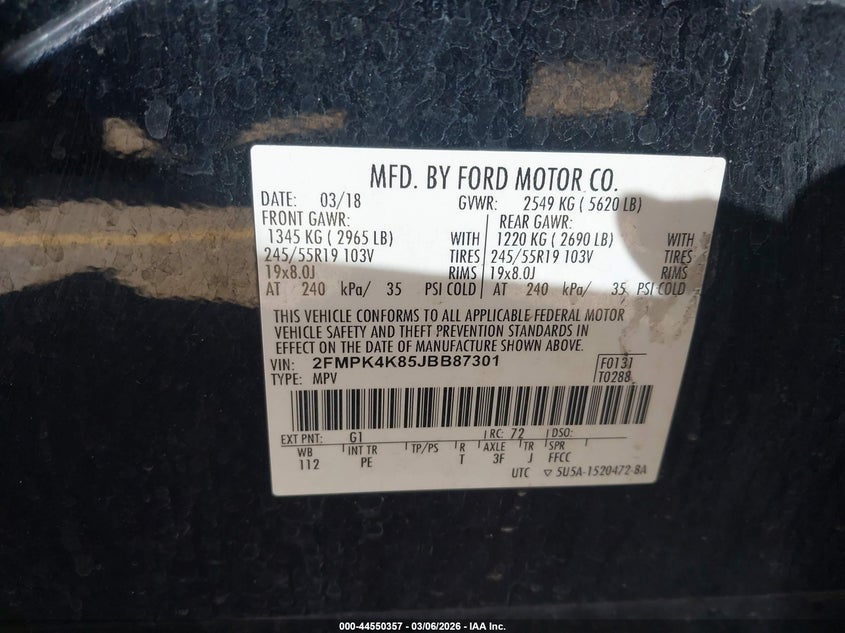 MFD. BY FORD MOTOR CO.
DATE: 03/18 GVWR: 2549 KG ( 5620 LB)
FRONT GAWR: REAR GAWR:
1345 KG ( 2965 LB) WITH 1220 KG ( 2690 LB) WITH
245/55R19 103V TIRES 245/55R19 103V TIRES
19x8.0J RIMS 19x8.0J RIMS
AT 240 kPa/ 35 PSI COLD AT 240 kPa/ 35 PSI COLD
THIS VEHICLE CONFORMS TO ALL APPLICABLE FEDERAL MOTOR
VEHICLE SAFETY AND THEFT PREVENTION STANDARDS IN
EFFECT ON THE DATE OF MANUFACTURE SHOWN ABOVE.
VIN: 2FMPK4K85JBB87301 F0131
TYPE: MPV T0288
EXT PNT: G1 RC: 72 DSO:
WB INT TR TP/PS R AXLE TR SPR
112 PE T 3F J FFCC
UTC ▽ 5U5A-1520472-BA
000-44550357 - 03/06/2026 - IAA Inc.